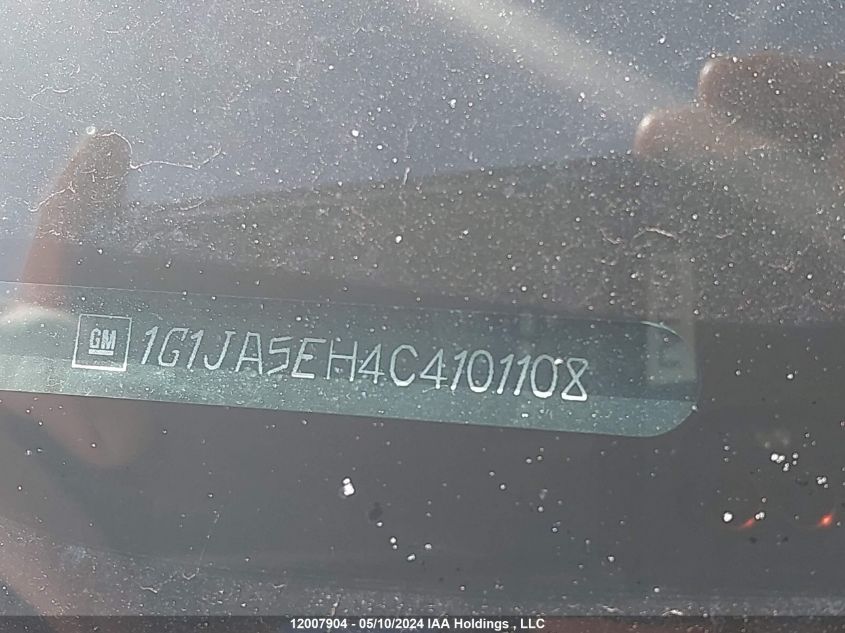 GM 1G1JA5EH4C4101108
12007904 - 05/10/2024 IAA Holdings , LLC